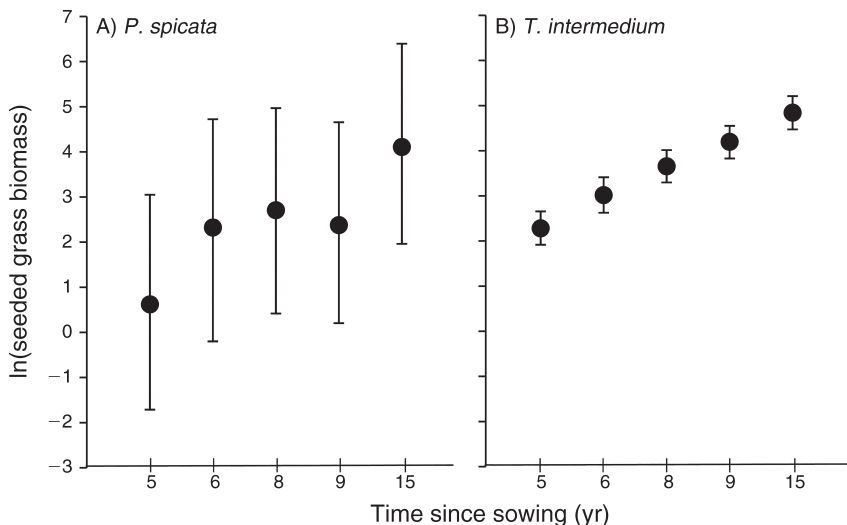 A) P. spicata
B) T. intermedium
ln(seeded grass biomass)
7
6
5
4
3
2
1
0
−1
−2
−3
5 6 8 9 15
5 6 8 9 15
Time since sowing (yr)